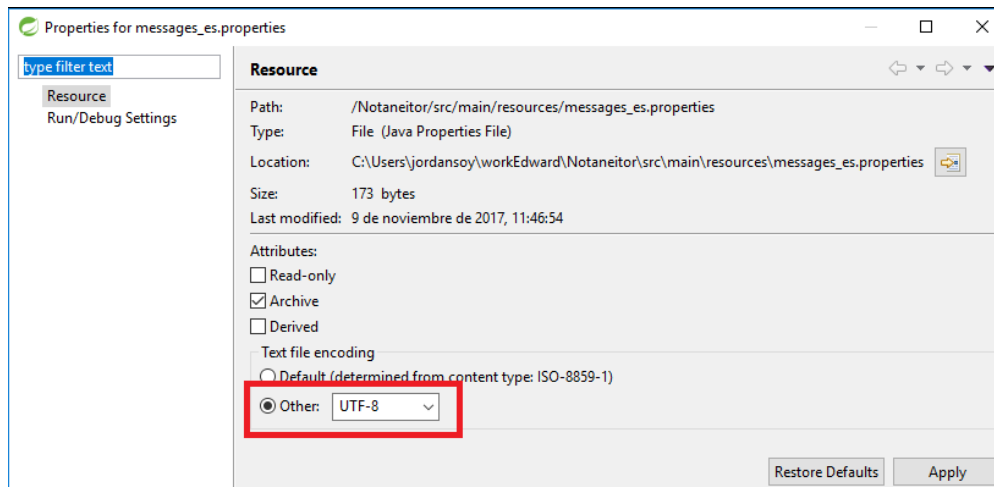 Properties for messages_es.properties
type filter text
Resource
Run/Debug Settings
Resource
Path: /Notaneitor/src/main/resources/messages_es.properties
Type: File (Java Properties File)
Location: C:\Users\jordansoy\workEdward\Notaneitor\src\main\resources\messages_es.properties
Size: 173 bytes
Last modified: 9 de noviembre de 2017, 11:46:54
Attributes:
Read-only
Archive
Derived
Text file encoding
Default (determined from content type: ISO-8859-1)
Other: UTF-8
Restore Defaults Apply